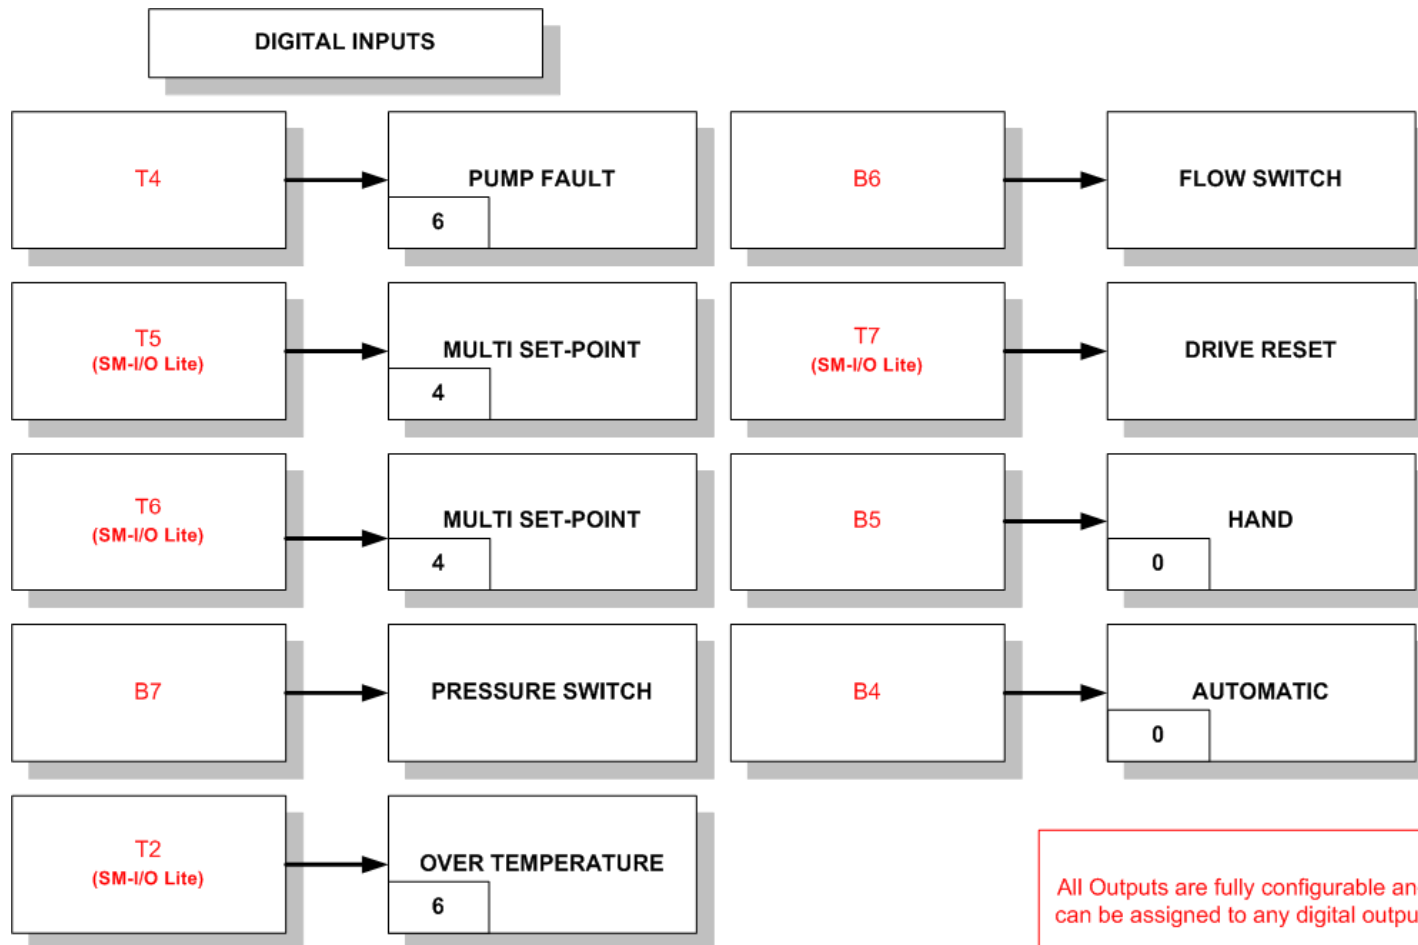 DIGITAL INPUTS
T4
PUMP FAULT
6
B6
FLOW SWITCH
T5
(SM-I/O Lite)
MULTI SET-POINT
4
T7
(SM-I/O Lite)
DRIVE RESET
T6
(SM-I/O Lite)
MULTI SET-POINT
4
B5
HAND
0
B7
PRESSURE SWITCH
B4
AUTOMATIC
0
T2
(SM-I/O Lite)
OVER TEMPERATURE
6
All Outputs are fully configurable an
can be assigned to any digital outpu